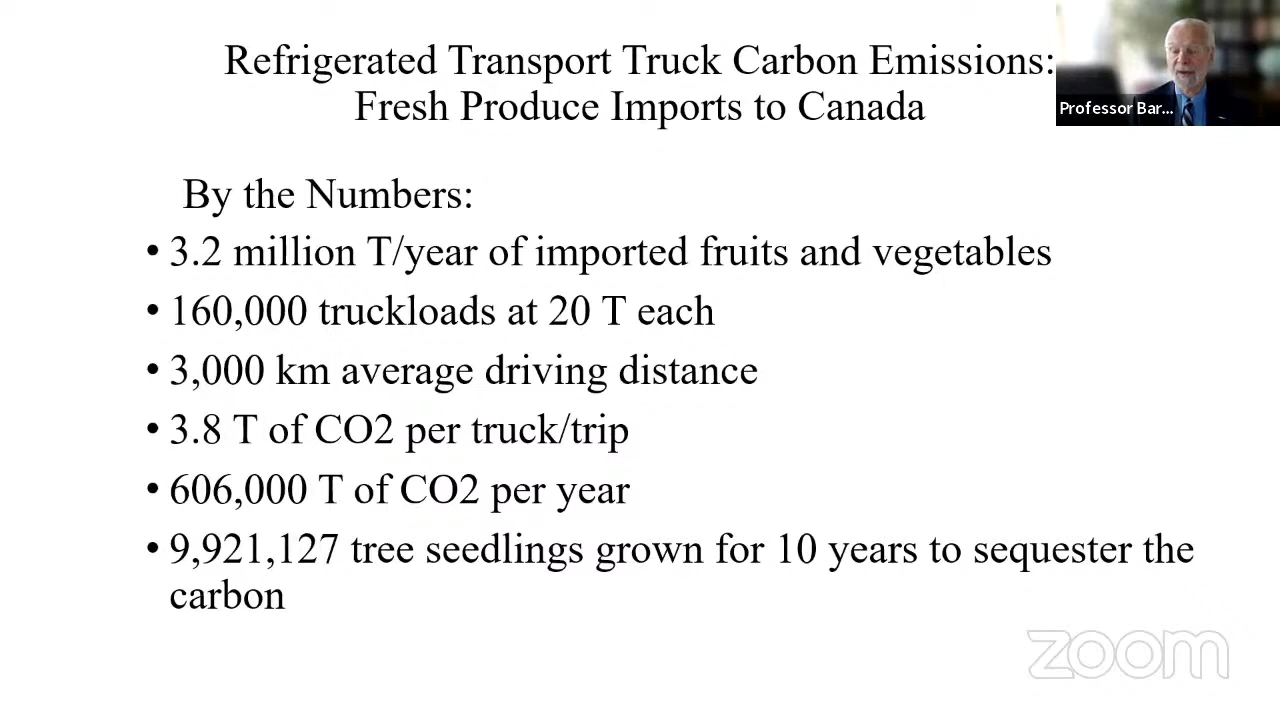 Refrigerated Transport Truck Carbon Emissions:
Fresh Produce Imports to Canada
Professor Bar...
By the Numbers:
• 3.2 million T/year of imported fruits and vegetables
• 160,000 truckloads at 20 T each
• 3,000 km average driving distance
• 3.8 T of CO2 per truck/trip
• 606,000 T of CO2 per year
• 9,921,127 tree seedlings grown for 10 years to sequester the
carbon
zoom